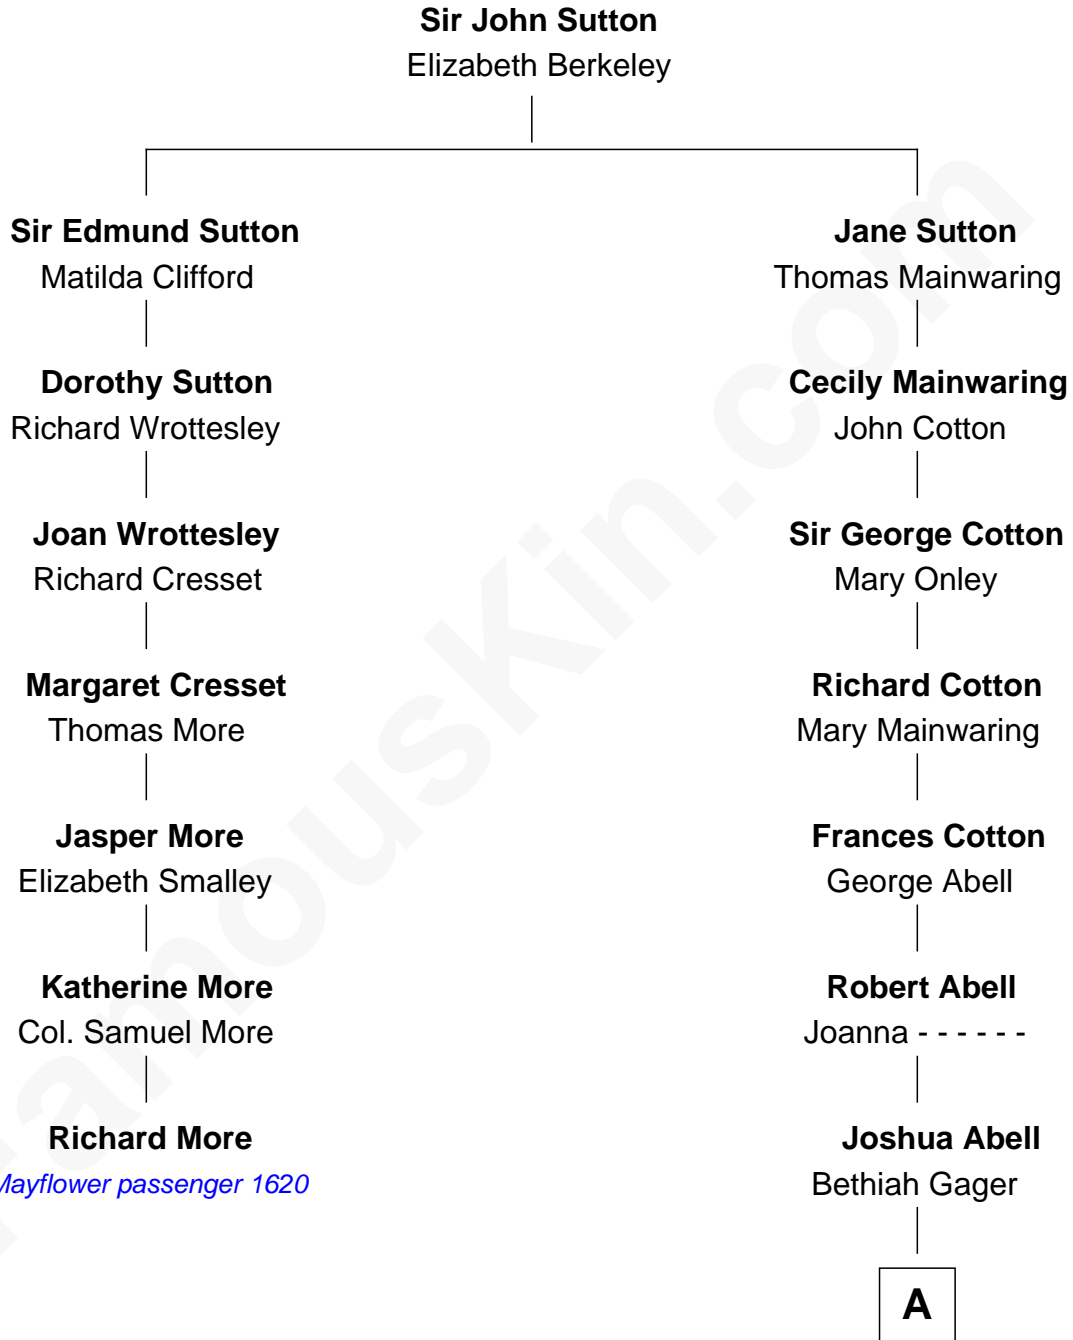 Sir John Sutton
Elizabeth Berkeley
Sir Edmund Sutton
Matilda Clifford
Jane Sutton
Thomas Mainwaring
Dorothy Sutton
Richard Wrottesley
Cecily Mainwaring
John Cotton
Joan Wrottesley
Richard Cresset
Sir George Cotton
Mary Onley
Margaret Cresset
Thomas More
Richard Cotton
Mary Mainwaring
Jasper More
Elizabeth Smalley
Frances Cotton
George Abell
Katherine More
Col. Samuel More
Robert Abell
Joanna - - - - - -
Richard More
Mayflower passenger 1620
Joshua Abell
Bethiah Gager
A
FamousKin.com